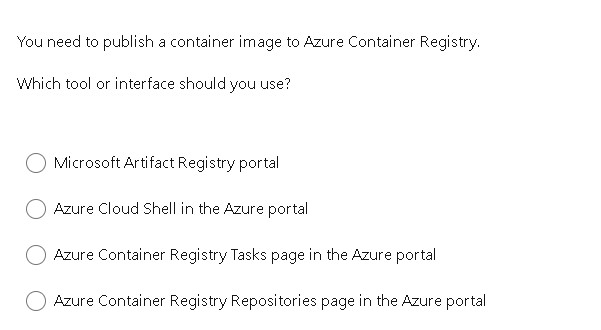 You need to publish a container image to Azure Container Registry.
Which tool or interface should you use?
Microsoft Artifact Registry portal
Azure Cloud Shell in the Azure portal
Azure Container Registry Tasks page in the Azure portal
Azure Container Registry Repositories page in the Azure portal